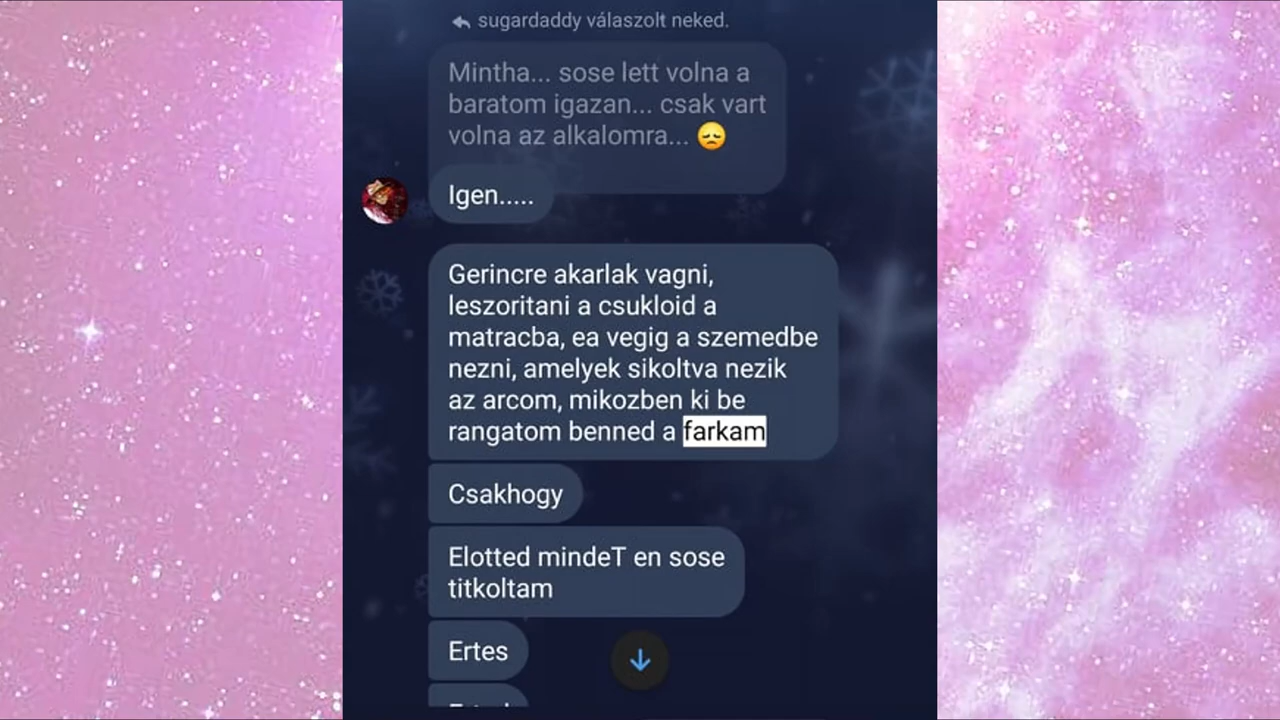 sugardaddy válaszolt neked.
Mintha... sose lett volna a
baratom igazan... csak vart
volna az alkalomra... 😞
Igen.....
Gerincre akarlak vagni,
leszoritani a csukloid a
matracba, ea vegig a szemedbe
nezni, amelyek sikoltva nezik
az arcom, mikozben ki be
rangatom benned a farkam
Csakhogy
Elotted mindeT en sose
titkoltam
Ertes